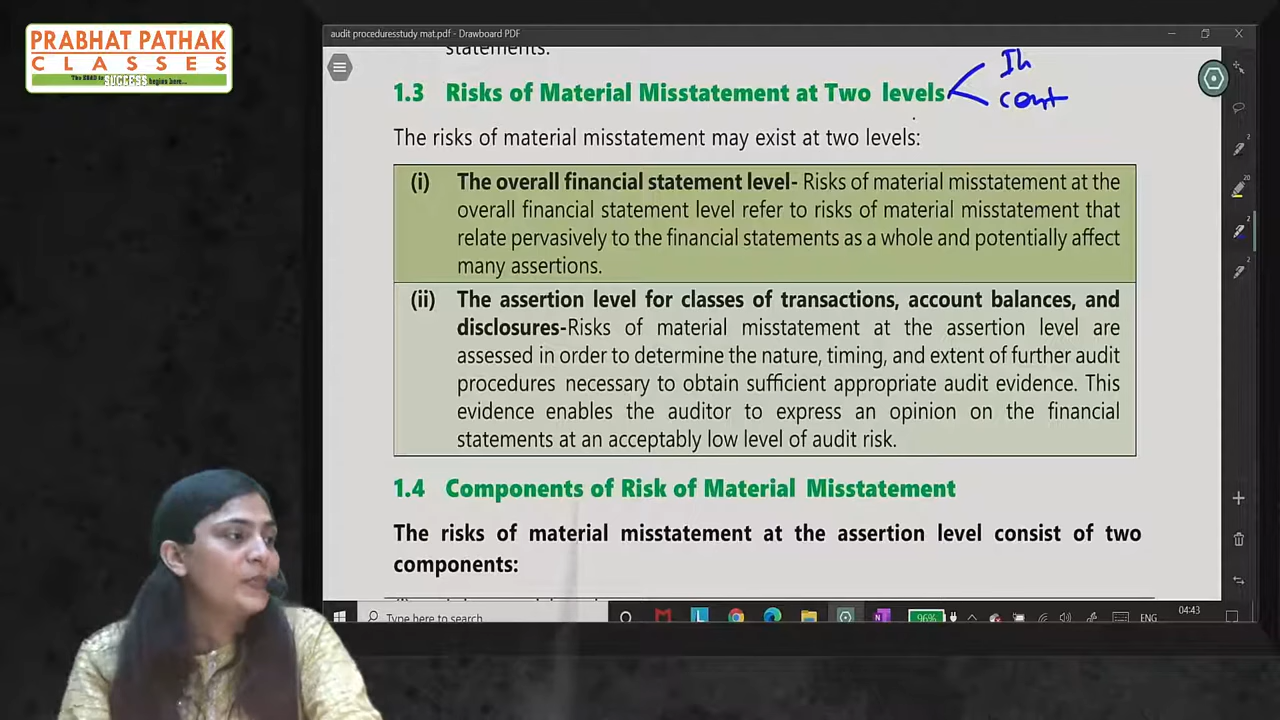 PRABHAT PATHAK
CLASSES
The ROAD to SUCCESS begins here...
audit proceduresstudy mat.pdf - Drawboard PDF
statements.
Ih
cont
1.3 Risks of Material Misstatement at Two levels
The risks of material misstatement may exist at two levels:
(i) The overall financial statement level- Risks of material misstatement at the
overall financial statement level refer to risks of material misstatement that
relate pervasively to the financial statements as a whole and potentially affect
many assertions.
(ii) The assertion level for classes of transactions, account balances, and
disclosures-Risks of material misstatement at the assertion level are
assessed in order to determine the nature, timing, and extent of further audit
procedures necessary to obtain sufficient appropriate audit evidence. This
evidence enables the auditor to express an opinion on the financial
statements at an acceptably low level of audit risk.
1.4 Components of Risk of Material Misstatement
The risks of material misstatement at the assertion level consist of two
components:
Type here to search
96%
ENG
04:43